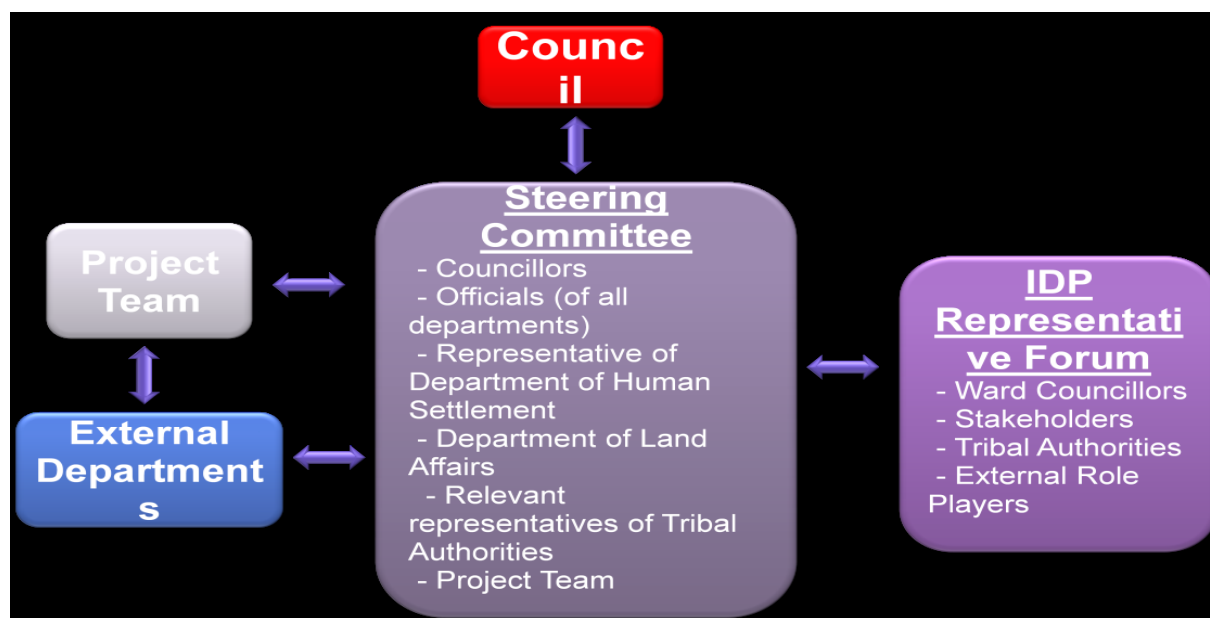 Counc
il
Steering
Committee
- Councillors
- Officials (of all
departments)
- Representative of
Department of Human
Settlement
- Department of Land
Affairs
- Relevant
representatives of Tribal
Authorities
- Project Team
Project
Team
External
Department
s
IDP
Representati
ve Forum
- Ward Councillors
- Stakeholders
- Tribal Authorities
- External Role
Players